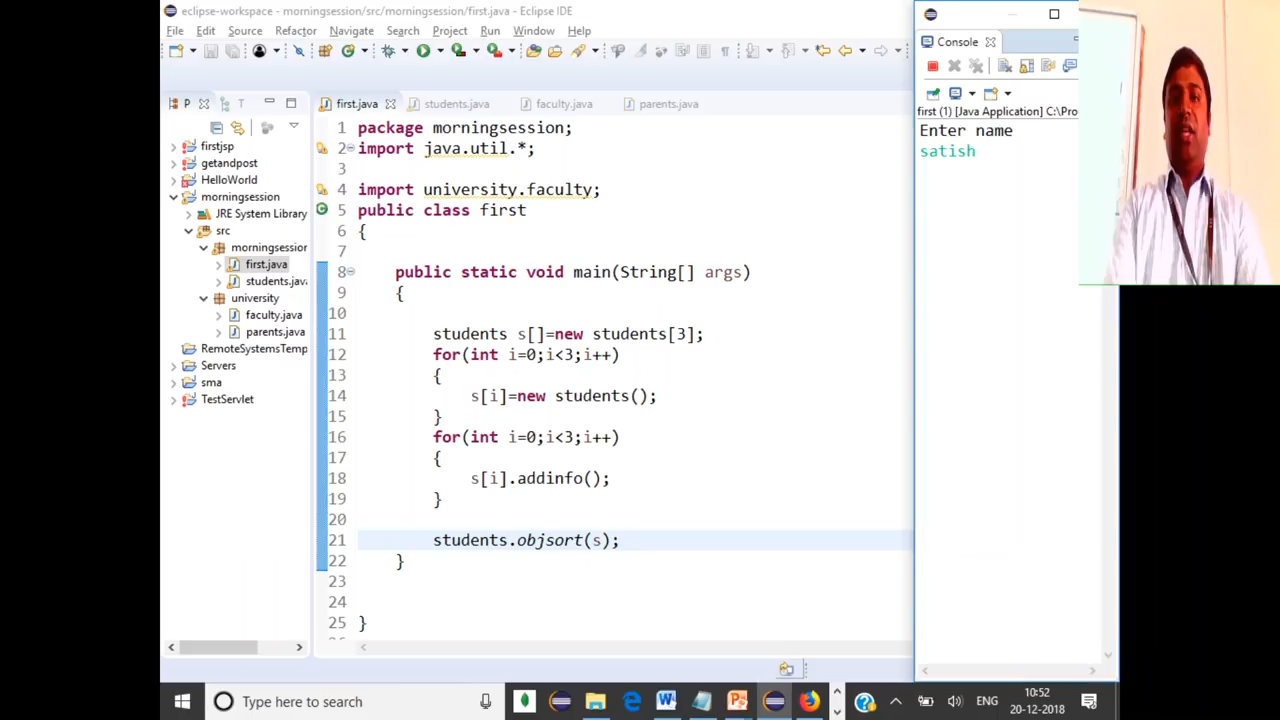 eclipse-workspace - morningsession/src/morningsession/first.java - Eclipse IDE
File Edit Source Refactor Navigate Search Project Run Window Help
P
first.java students.java faculty.java parents.java
firstjsp
getandpost
HelloWorld
morningsession
JRE System Library
src
morningsession
first.java
students.java
university
faculty.java
parents.java
RemoteSystemsTemp
Servers
sma
TestServlet
1 package morningsession;
2 import java.util.*;
3
4 import university.faculty;
5 public class first
6 {
7
8 public static void main(String[] args)
9 {
10
11 students s[]=new students[3];
12 for(int i=0;i<3;i++)
13 {
14 s[i]=new students();
15 }
16 for(int i=0;i<3;i++)
17 {
18 s[i].addinfo();
19 }
20
21 students.objsort(s);
22 }
23
24
25 }
Console
first (1) [Java Application] C:\Pro
Enter name
satish
Type here to search
ENG
10:52
20-12-2018